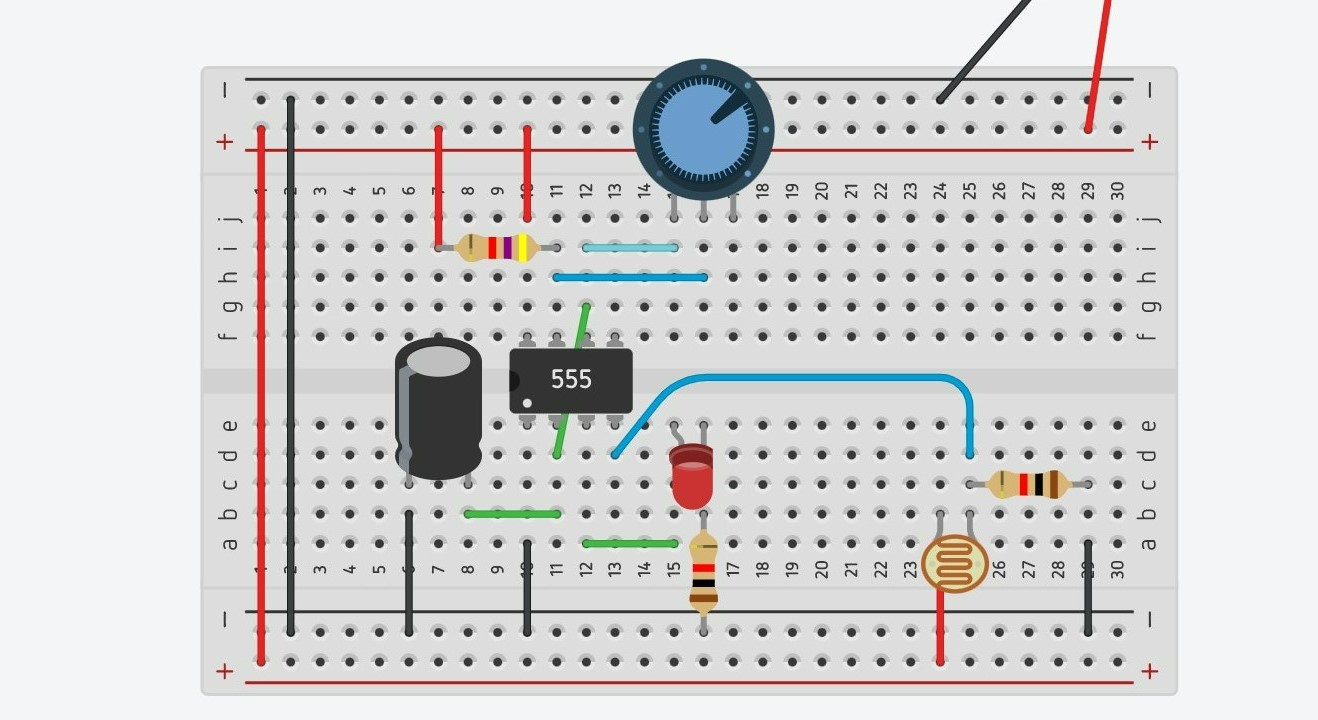 − −
+ +
1 2 3 4 5 6 7 8 9 10 11 12 13 14 18 19 20 21 22 23 24 25 26 27 28 29 30
j j
i i
h h
g g
f f
555
e e
d d
c c
b b
a a
1 2 3 4 5 6 7 8 9 10 11 12 13 14 15 17 18 19 20 21 22 23 26 27 28 29 30
− −
+ +